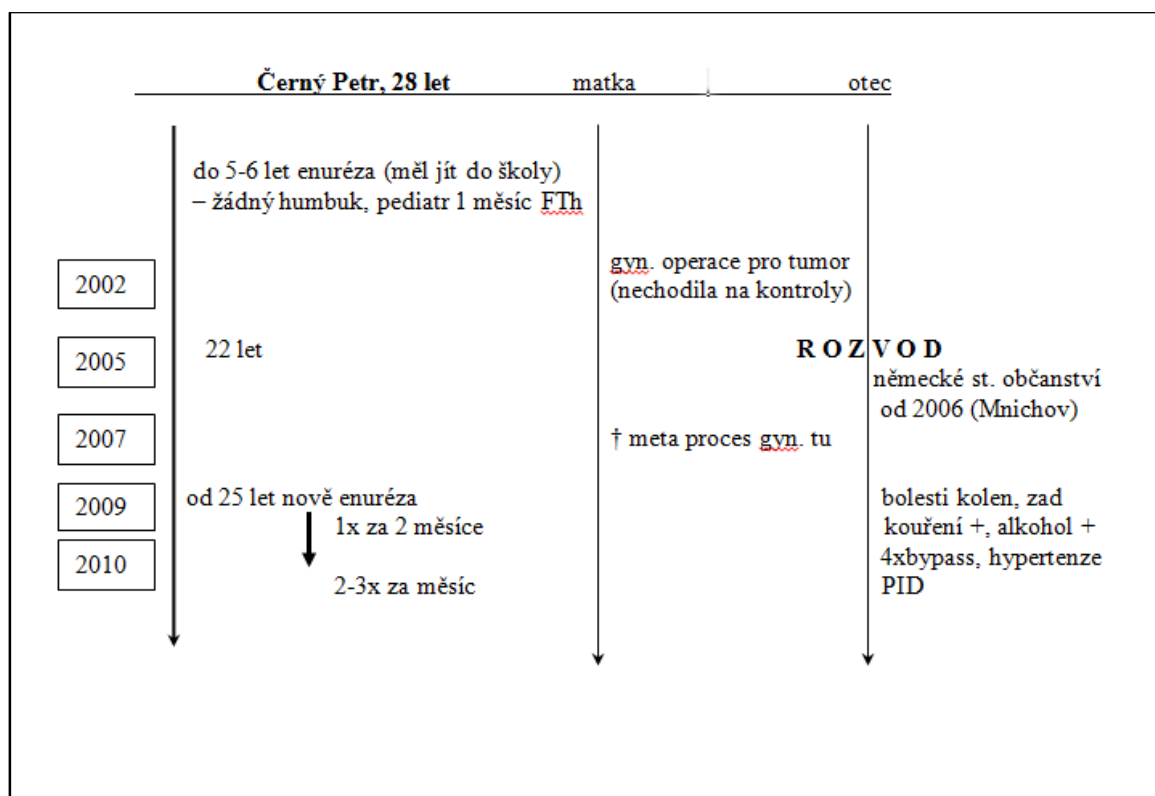 Černý Petr, 28 let matka otec
do 5-6 let enuréza (měl jít do školy)
– žádný humbuk, pediatr 1 měsíc FTh
2002
gyn. operace pro tumor
(nechodila na kontroly)
2005
22 let
R O Z V O D
německé st. občanství
od 2006 (Mnichov)
2007
† meta proces gyn. tu
2009
od 25 let nově enuréza
1x za 2 měsíce
2010
2-3x za měsíc
bolesti kolen, zad
kouření +, alkohol +
4xbypass, hypertenze
PID